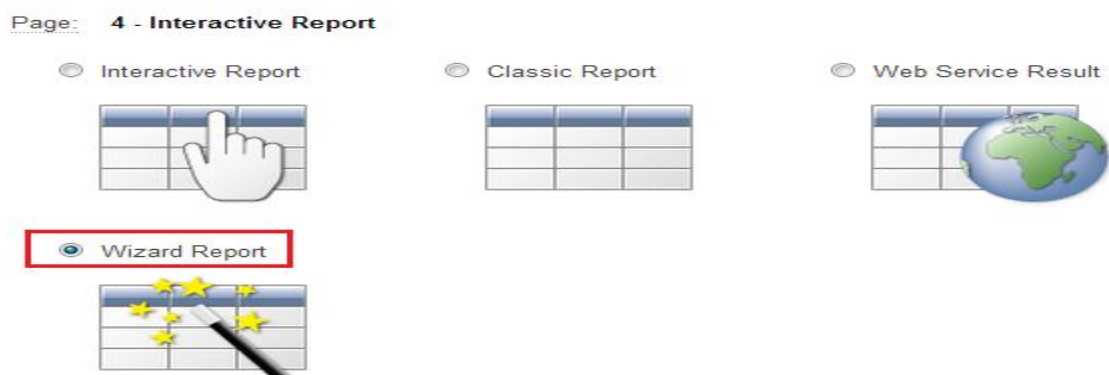 Page: 4 - Interactive Report
Interactive Report
Classic Report
Web Service Result
Wizard Report